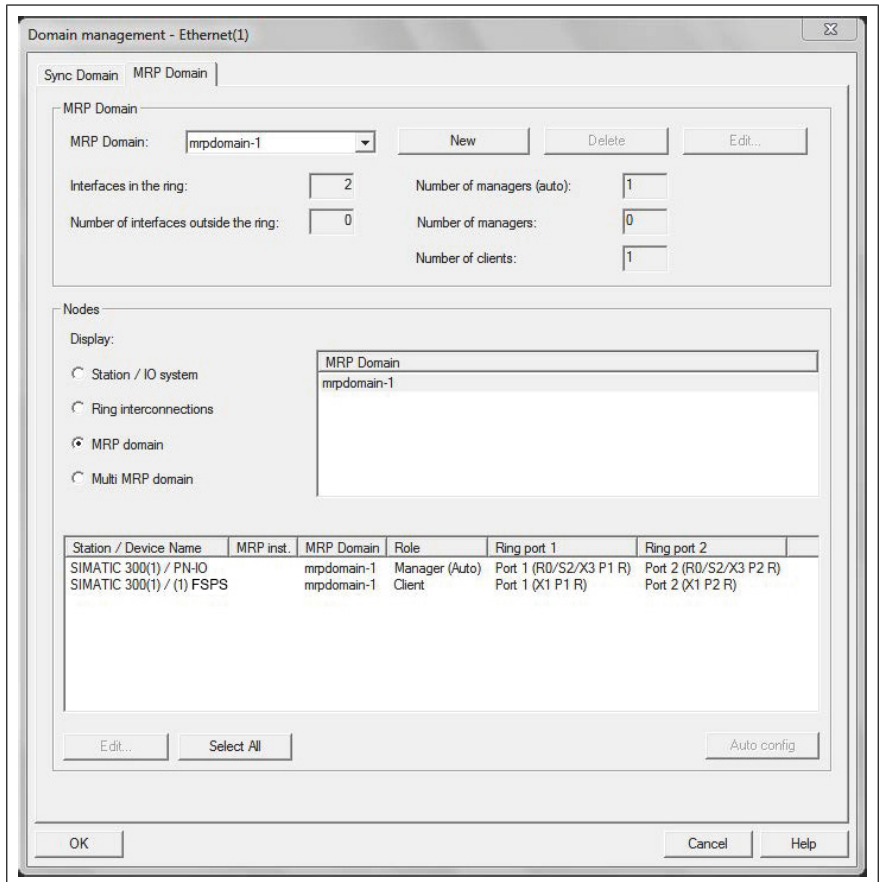 Domain management - Ethernet(1)
Sync Domain MRP Domain
MRP Domain
MRP Domain: mrpdomain-1 New Delete Edit...
Interfaces in the ring: 2 Number of managers (auto): 1
Number of interfaces outside the ring: 0 Number of managers: 0
Number of clients: 1
Nodes
Display:
Station / IO system
Ring interconnections
MRP domain
Multi MRP domain
MRP Domain
mrpdomain-1
Station / Device Name MRP inst. MRP Domain Role Ring port 1 Ring port 2
SIMATIC 300(1) / PN-IO mrpdomain-1 Manager (Auto) Port 1 (R0/S2/X3 P1 R) Port 2 (R0/S2/X3 P2 R)
SIMATIC 300(1) / (1) FSPS mrpdomain-1 Client Port 1 (X1 P1 R) Port 2 (X1 P2 R)
Edit... Select All Auto config
OK Cancel Help